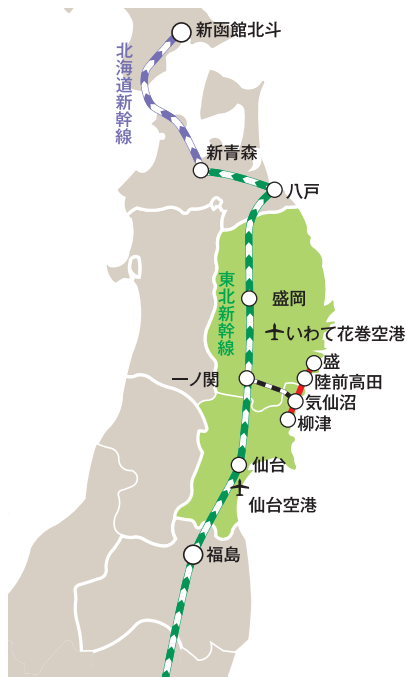 新函館北斗
北海道新幹線
新青森
八戸
東北新幹線
盛岡
いわて花巻空港
盛
一ノ関
陸前高田
気仙沼
柳津
仙台
仙台空港
福島